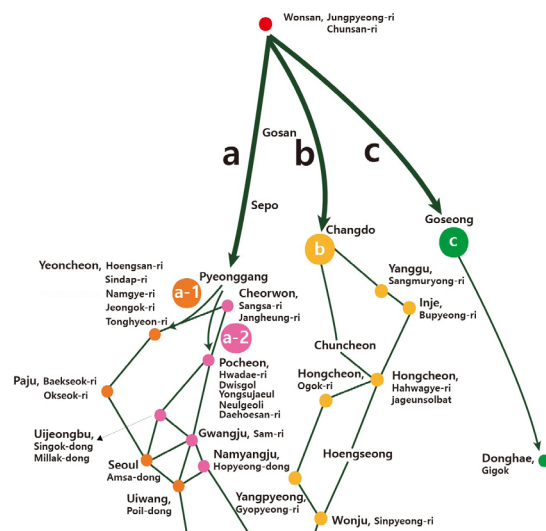 Wonsan, Jungpyeong-ri
Chunsan-ri
Gosan
a
b
c
Sepo
Changdo
Goseong
b
c
Yeoncheon, Hoengsan-ri
Sindap-ri
Namgye-ri
Jeongok-ri
Tonghyeon-ri
a-1
Pyeonggang
Cheorwon,
Sangsa-ri
Jangheung-ri
a-2
Yanggu,
Sangmuryong-ri
Inje,
Bupyeong-ri
Chuncheon
Pocheon,
Hwadae-ri
Dwisgol
Yongsujaeul
Neulgeoli
Daehoesan-ri
Hongcheon,
Ogok-ri
Hongcheon,
Hahwagye-ri
jageunsolbat
Paju, Baekseok-ri
Okseok-ri
Uijeongbu,
Singok-dong
Millak-dong
Gwangju, Sam-ri
Hoengseong
Seoul
Amsa-dong
Namyangju,
Hopyeong-dong
Donghae,
Gigok
Uiwang,
Poil-dong
Yangpyeong,
Gyopyeong-ri
Wonju, Sinpyeong-ri